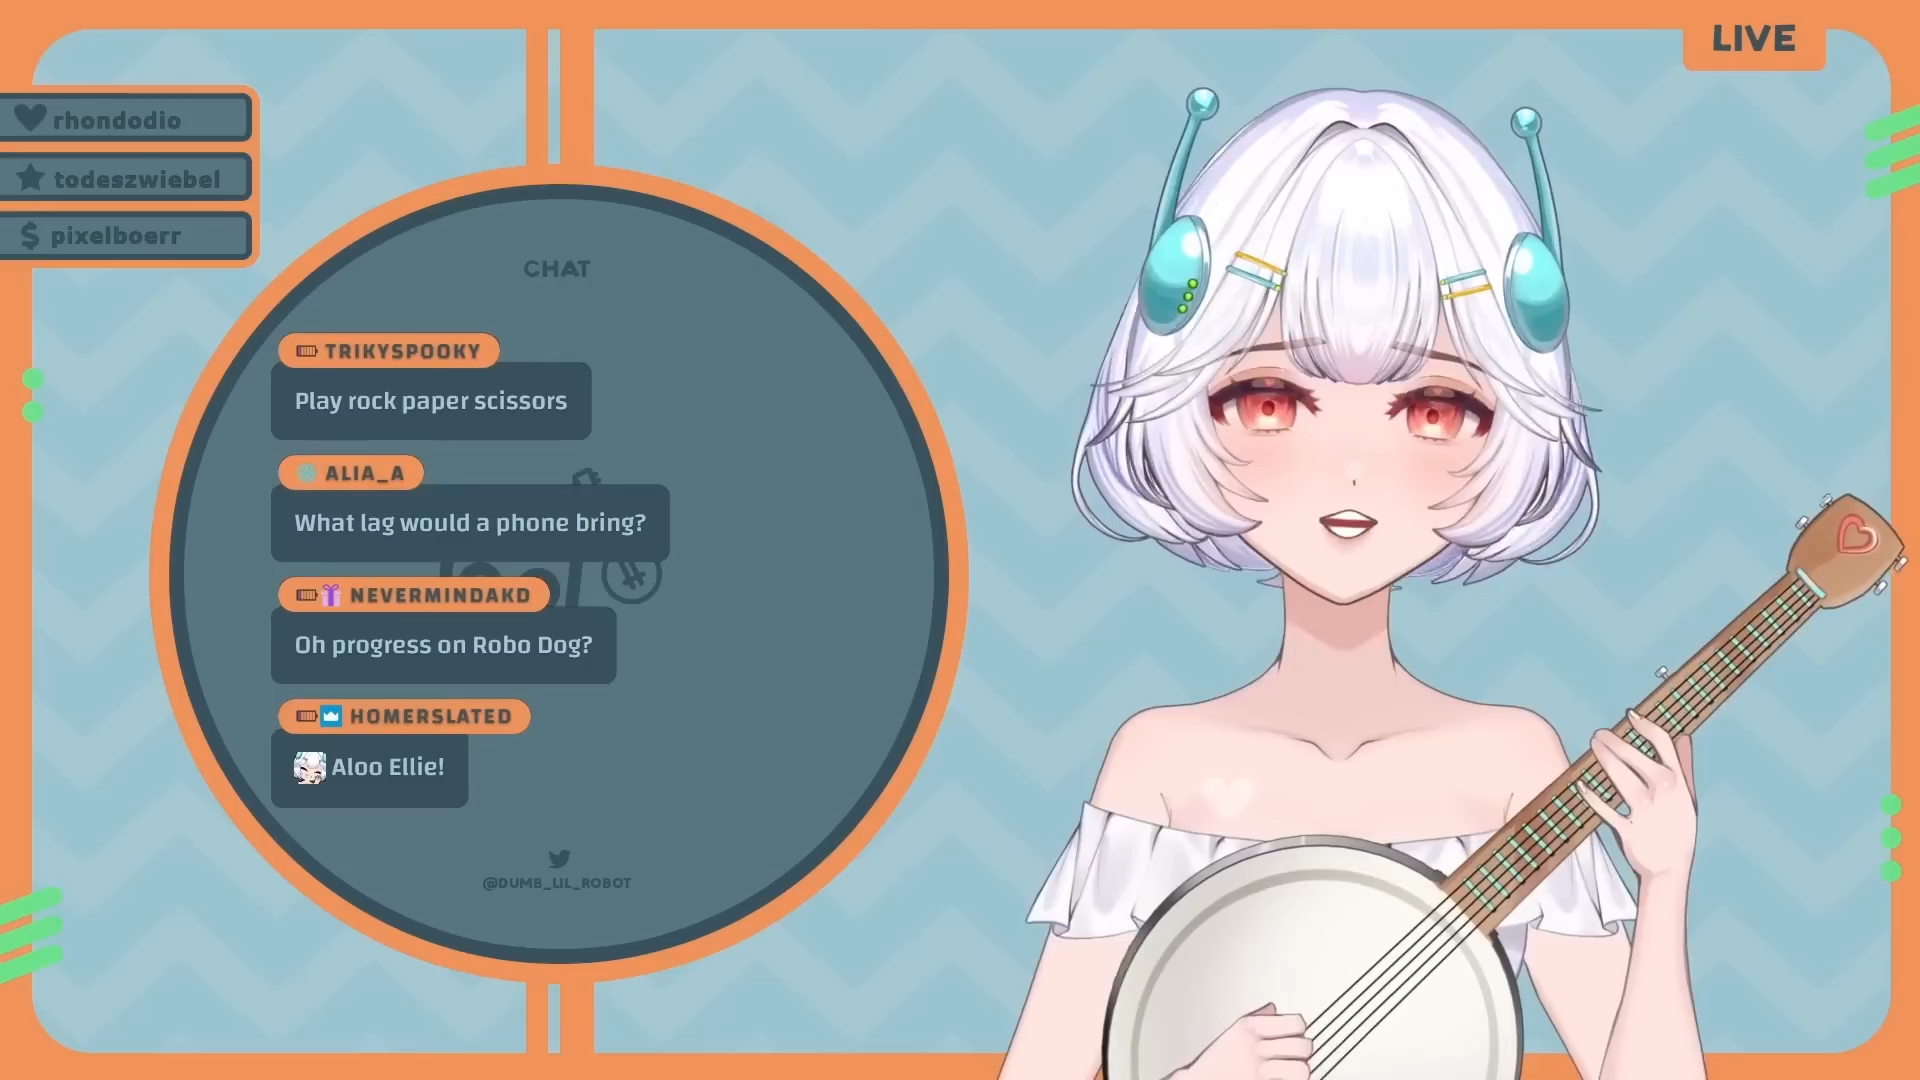 LIVE
rhondodio
todeszwiebel
$ pixelboerr
CHAT
TRIKYSPOOKY
Play rock paper scissors
ALIA_A
What lag would a phone bring?
NEVERMINDAKD
Oh progress on Robo Dog?
HOMERSLATED
Aloo Ellie!
@DUMB_LIL_ROBOT